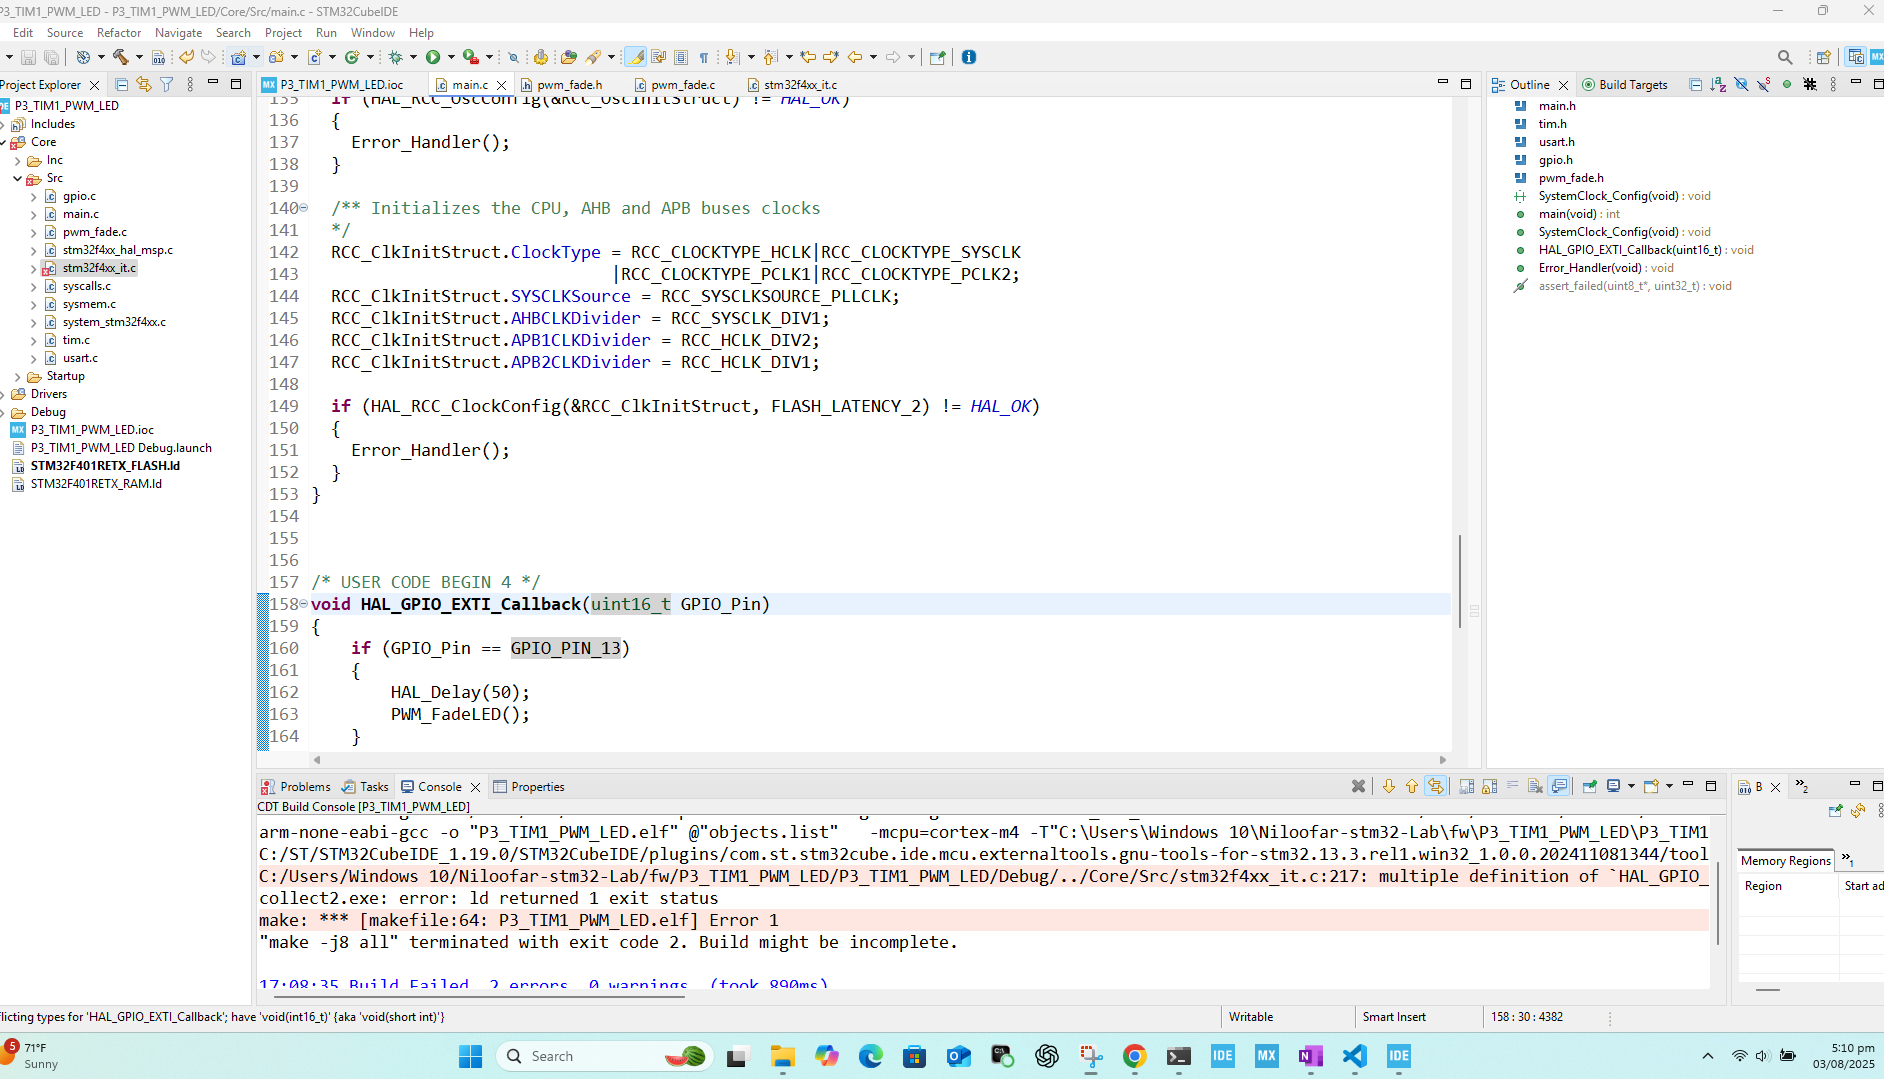 P3_TIM1_PWM_LED - P3_TIM1_PWM_LED/Core/Src/main.c - STM32CubeIDE
Edit Source Refactor Navigate Search Project Run Window Help
Project Explorer
P3_TIM1_PWM_LED
Includes
Core
Inc
Src
gpio.c
main.c
pwm_fade.c
stm32f4xx_hal_msp.c
stm32f4xx_it.c
syscalls.c
sysmem.c
system_stm32f4xx.c
tim.c
usart.c
Startup
Drivers
Debug
P3_TIM1_PWM_LED.ioc
P3_TIM1_PWM_LED Debug.launch
STM32F401RETX_FLASH.ld
STM32F401RETX_RAM.ld
P3_TIM1_PWM_LED.ioc main.c pwm_fade.h pwm_fade.c stm32f4xx_it.c
135 if (HAL_RCC_OscConfig(&RCC_OscInitStruct) != HAL_OK)
136 {
137 Error_Handler();
138 }
139
140 /** Initializes the CPU, AHB and APB buses clocks
141 */
142 RCC_ClkInitStruct.ClockType = RCC_CLOCKTYPE_HCLK|RCC_CLOCKTYPE_SYSCLK
143 |RCC_CLOCKTYPE_PCLK1|RCC_CLOCKTYPE_PCLK2;
144 RCC_ClkInitStruct.SYSCLKSource = RCC_SYSCLKSOURCE_PLLCLK;
145 RCC_ClkInitStruct.AHBCLKDivider = RCC_SYSCLK_DIV1;
146 RCC_ClkInitStruct.APB1CLKDivider = RCC_HCLK_DIV2;
147 RCC_ClkInitStruct.APB2CLKDivider = RCC_HCLK_DIV1;
148
149 if (HAL_RCC_ClockConfig(&RCC_ClkInitStruct, FLASH_LATENCY_2) != HAL_OK)
150 {
151 Error_Handler();
152 }
153 }
154
155
156
157 /* USER CODE BEGIN 4 */
158 void HAL_GPIO_EXTI_Callback(uint16_t GPIO_Pin)
159 {
160 if (GPIO_Pin == GPIO_PIN_13)
161 {
162 HAL_Delay(50);
163 PWM_FadeLED();
164 }
Outline Build Targets
main.h
tim.h
usart.h
gpio.h
pwm_fade.h
SystemClock_Config(void) : void
main(void) : int
SystemClock_Config(void) : void
HAL_GPIO_EXTI_Callback(uint16_t) : void
Error_Handler(void) : void
assert_failed(uint8_t*, uint32_t) : void
Problems Tasks Console Properties
CDT Build Console [P3_TIM1_PWM_LED]
arm-none-eabi-gcc -o "P3_TIM1_PWM_LED.elf" @"objects.list" -mcpu=cortex-m4 -T"C:\Users\Windows 10\Niloofar-stm32-Lab\fw\P3_TIM1_PWM_LED\P3_TIM1
C:/ST/STM32CubeIDE_1.19.0/STM32CubeIDE/plugins/com.st.stm32cube.ide.mcu.externaltools.gnu-tools-for-stm32.13.3.rel1.win32_1.0.0.202411081344/tool
C:/Users/Windows 10/Niloofar-stm32-Lab/fw/P3_TIM1_PWM_LED/P3_TIM1_PWM_LED/Debug/../Core/Src/stm32f4xx_it.c:217: multiple definition of `HAL_GPIO_
collect2.exe: error: ld returned 1 exit status
make: *** [makefile:64: P3_TIM1_PWM_LED.elf] Error 1
"make -j8 all" terminated with exit code 2. Build might be incomplete.
17:08:35 Build Failed. 2 errors, 0 warnings. (took 890ms)
B
2
Memory Regions
1
Region Start ad
flicting types for 'HAL_GPIO_EXTI_Callback'; have 'void(int16_t)' {aka 'void(short int)'}
Writable Smart Insert 158 : 30 : 4382
5
71°F
Sunny
Search
IDE MX IDE
5:10 pm
03/08/2025